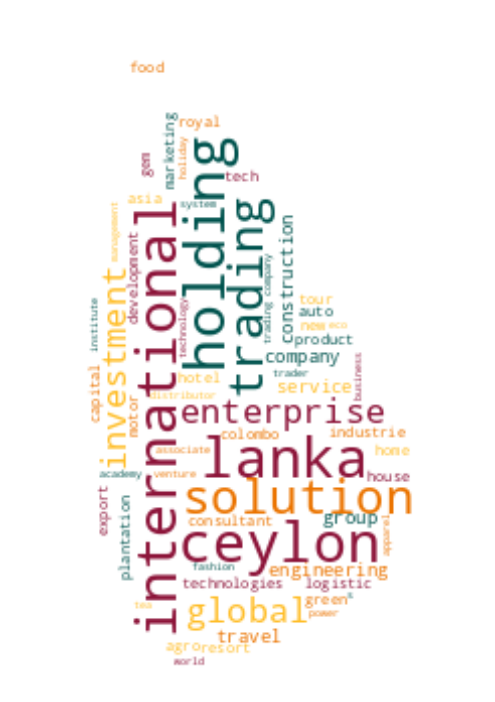 food
royal
marketing
holiday
gem
tech
holding
asia
system
international
trading
management
development
construction
trading company
technology
investment
institute
tour
auto
new
eco
product
company
trader
business
hotel
service
capital
motor
distributor
enterprise
colombo
industrie
associate
lanka
home
academy
venture
house
export
solution
plantation
consultant
group
ceylon
apparel
fashion
engineering
technologies
logistic
tea
global
green
s
power
travel
agro
resort
world